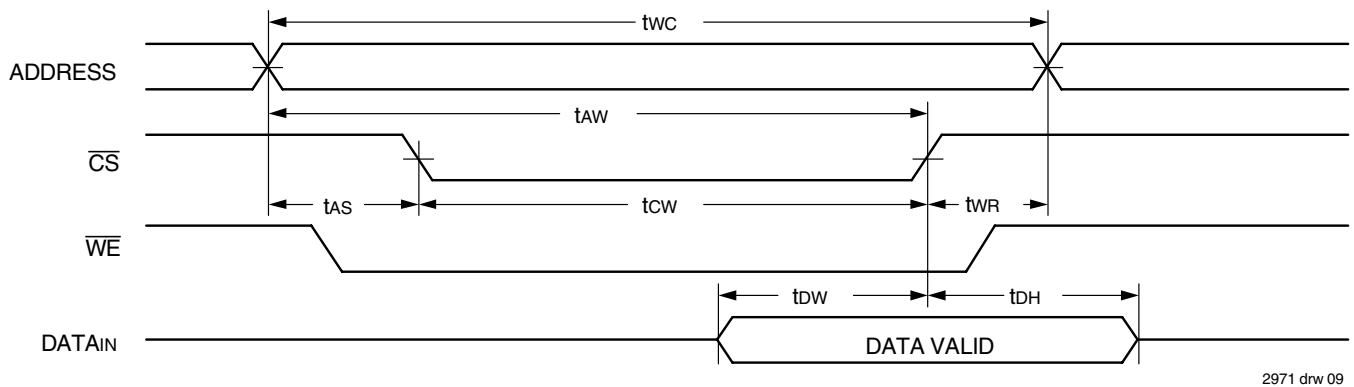 tWC
ADDRESS
tAW
CS
tAS
tCW
tWR
WE
tDW
tDH
DATAIN
DATA VALID
2971 drw 09